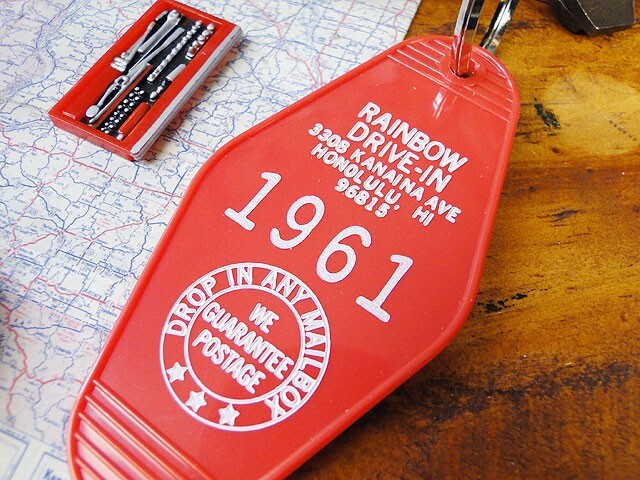 RAINBOW
DRIVE-IN
3308 KANAINA AVE
HONOLULU, HI
96815
1961
DROP IN ANY MAILBOX
WE
GUARANTEE
POSTAGE